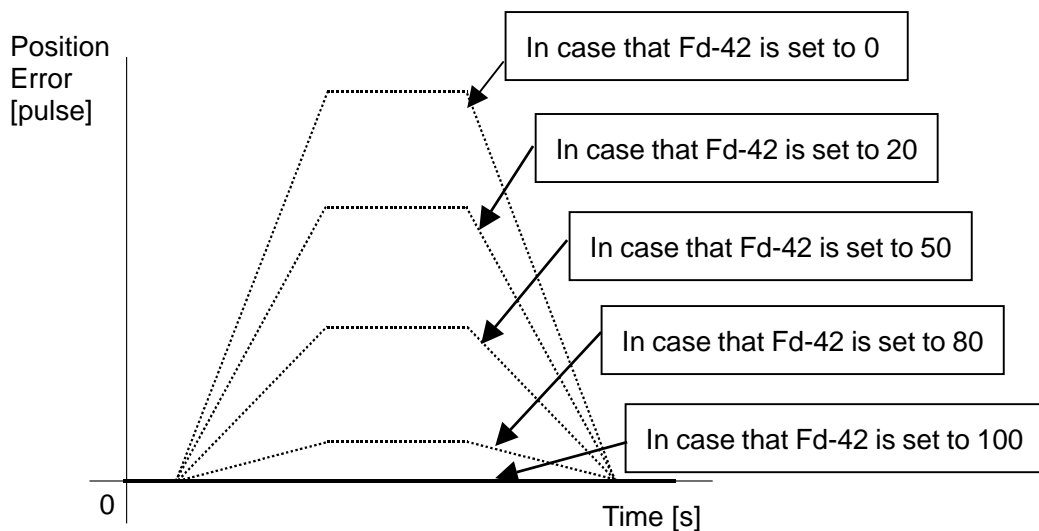 Position
Error
[pulse]
In case that Fd-42 is set to 0
In case that Fd-42 is set to 20
In case that Fd-42 is set to 50
In case that Fd-42 is set to 80
In case that Fd-42 is set to 100
0
Time [s]